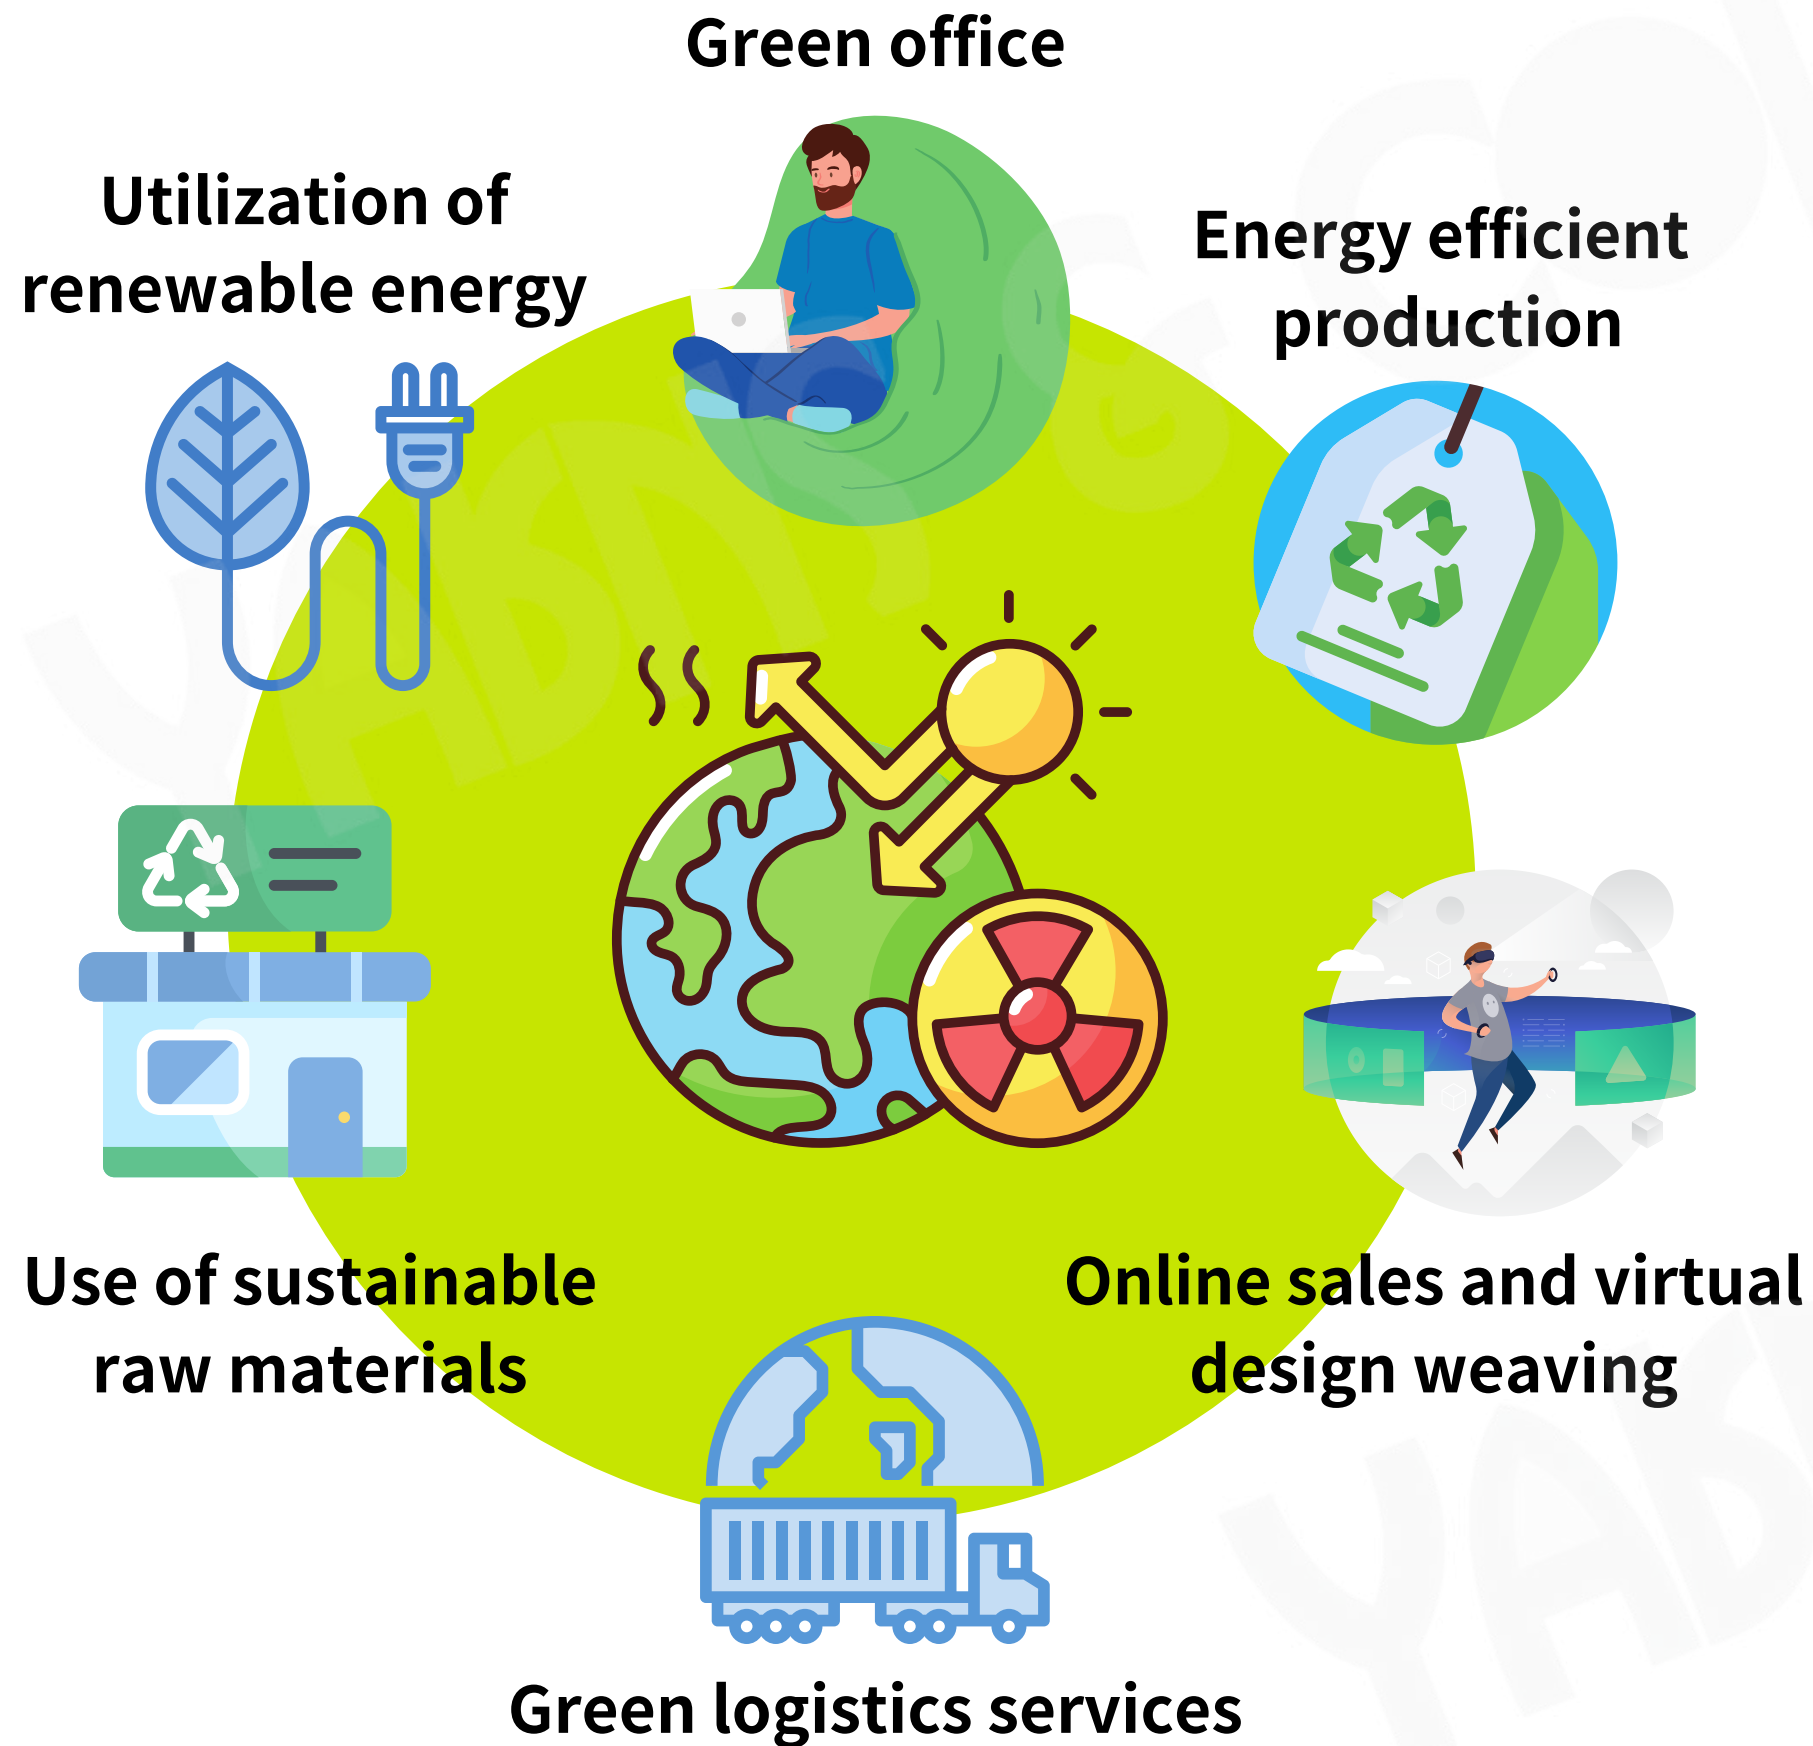 Green office
Utilization of
renewable energy
Energy efficient
production
Use of sustainable
raw materials
Online sales and virtual
design weaving
Green logistics services